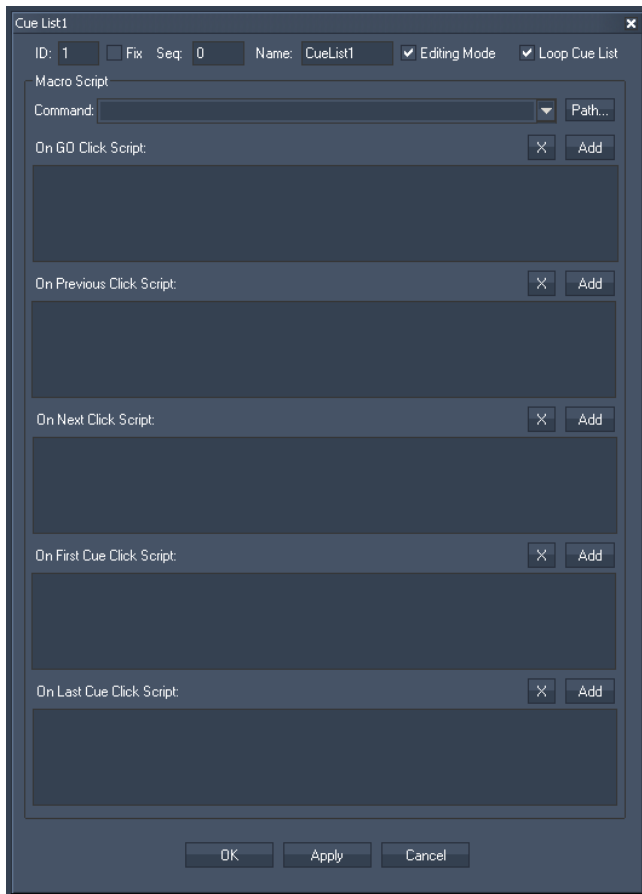 Cue List1
ID: 1 Fix Seq: 0 Name: CueList1 Editing Mode Loop Cue List
Macro Script
Command: Path...
On GO Click Script: X Add
On Previous Click Script: X Add
On Next Click Script: X Add
On First Cue Click Script: X Add
On Last Cue Click Script: X Add
OK Apply Cancel